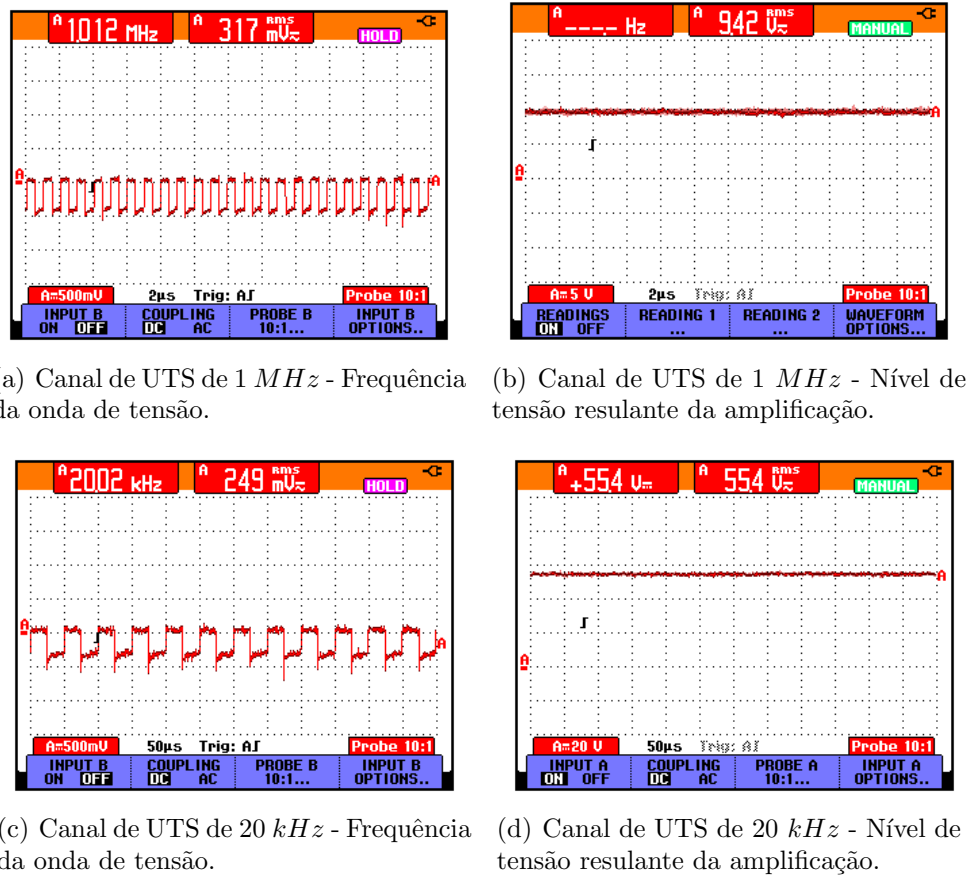 A 1.012 MHz A 317 rms mV≂ HOLD
A
A
A=500mV 2µs Trig: A∫ Probe 10:1
INPUT B COUPLING PROBE B INPUT B
ON OFF DC AC 10:1... OPTIONS..
A ---.- Hz A 9.42 rms V≂ MANUAL
A
A
A=5 V 2µs Trig: A∫ Probe 10:1
READINGS READING 1 READING 2 WAVEFORM
ON OFF ... ... OPTIONS...
a) Canal de UTS de 1 MHz - Frequência
da onda de tensão.
(b) Canal de UTS de 1 MHz - Nível de
tensão resulante da amplificação.
A 20.02 kHz A 249 rms mV≂ HOLD
A
A
A=500mV 50µs Trig: A∫ Probe 10:1
INPUT B COUPLING PROBE B INPUT B
ON OFF DC AC 10:1... OPTIONS..
A +55.4 V⎓ A 55.4 rms V≂ MANUAL
A
A
A=20 V 50µs Trig: A∫ Probe 10:1
INPUT A COUPLING PROBE A INPUT A
ON OFF DC AC 10:1... OPTIONS..
(c) Canal de UTS de 20 kHz - Frequência
da onda de tensão.
(d) Canal de UTS de 20 kHz - Nível de
tensão resulante da amplificação.